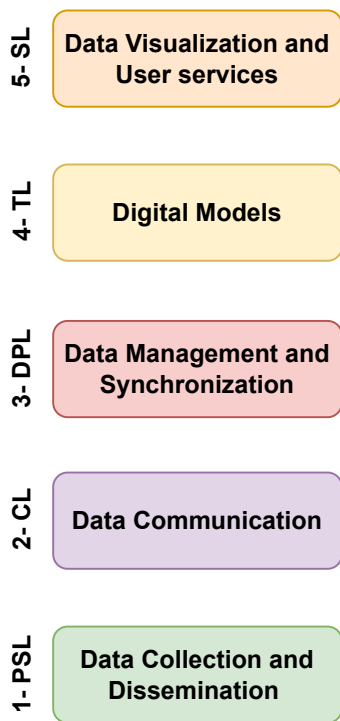 5- SL
Data Visualization and
User services
4- TL
Digital Models
3- DPL
Data Management and
Synchronization
2- CL
Data Communication
1- PSL
Data Collection and
Dissemination